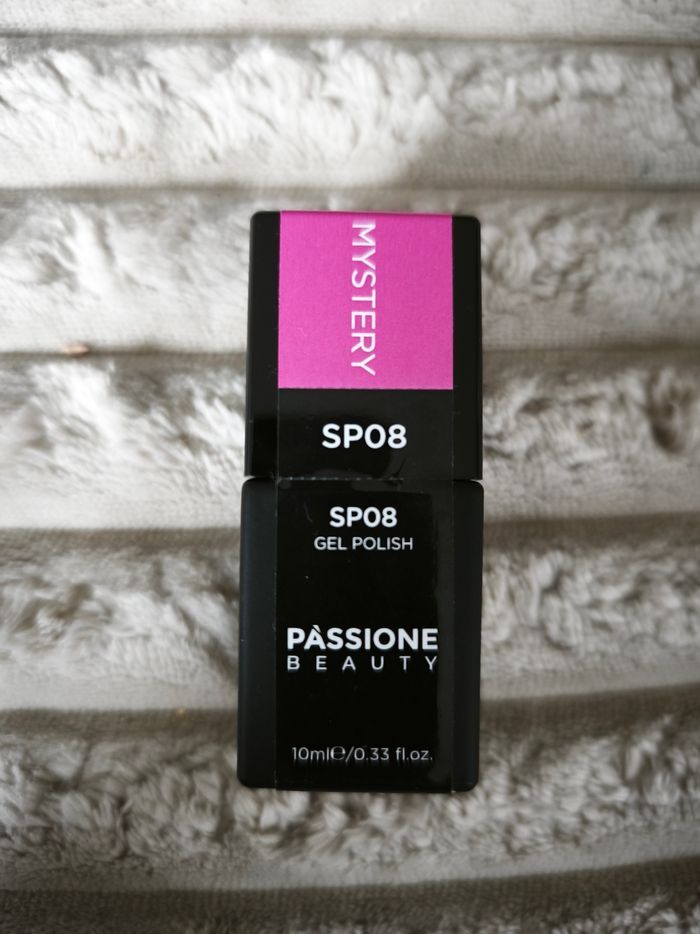 MYSTERY
SP08
SP08
GEL POLISH
PÀSSIONE
BEAUTY
10ml℮/0.33 fl.oz.